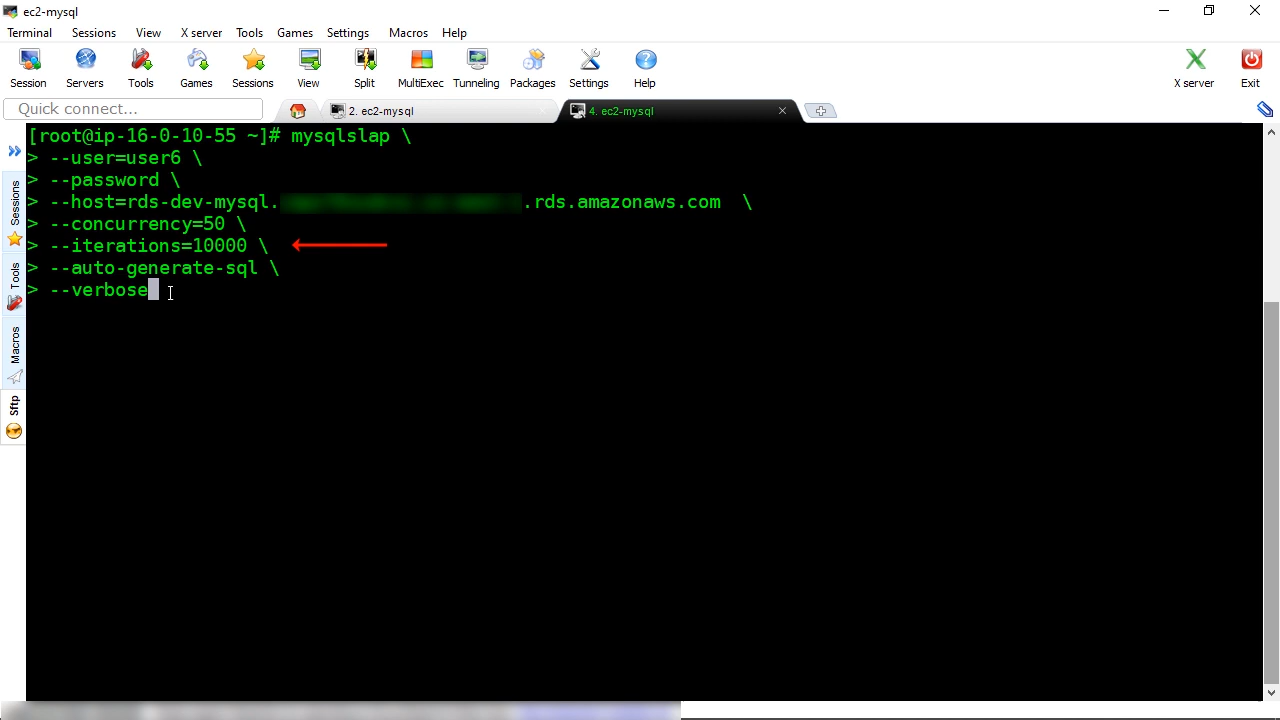 ec2-mysql
Terminal Sessions View X server Tools Games Settings Macros Help
Session Servers Tools Games Sessions View Split MultiExec Tunneling Packages Settings Help X server Exit
Quick connect... 2. ec2-mysql 4. ec2-mysql
[root@ip-16-0-10-55 ~]# mysqlslap \
> --user=user6 \
> --password \
> --host=rds-dev-mysql. .rds.amazonaws.com \
> --concurrency=50 \
> --iterations=10000 \
> --auto-generate-sql \
> --verbose
Sessions
Tools
Macros
Sftp